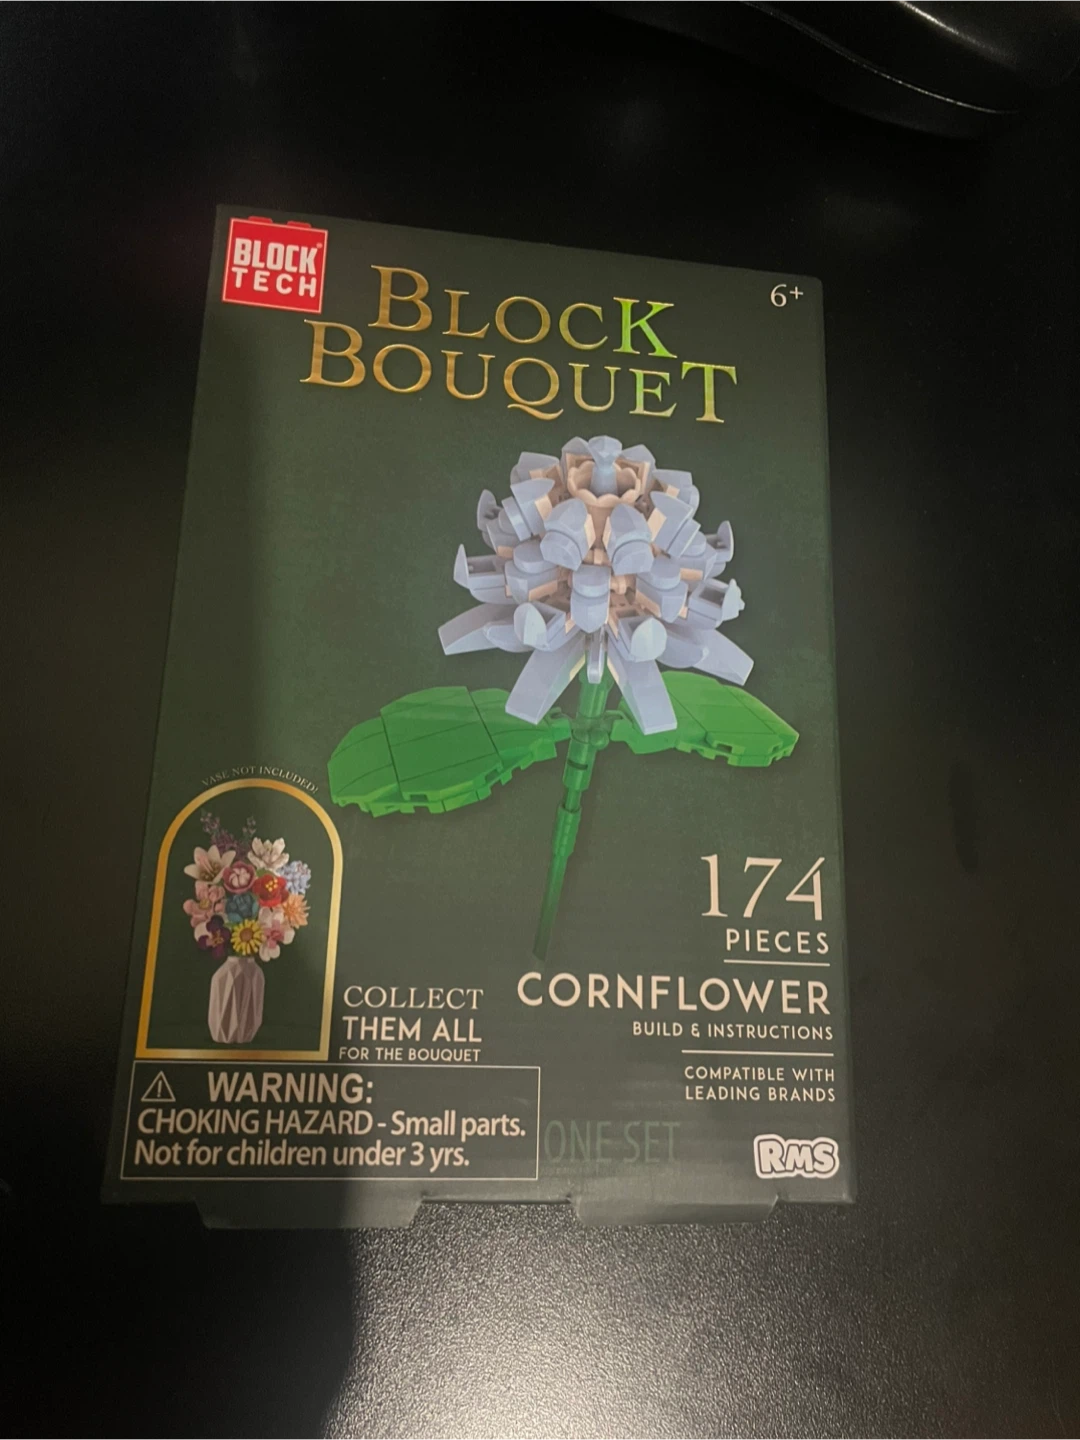 BLOCK
TECH
BLOCK
BOUQUET
6+
VASE NOT INCLUDED!
174
PIECES
CORNFLOWER
BUILD & INSTRUCTIONS
COMPATIBLE WITH
LEADING BRANDS
COLLECT
THEM ALL
FOR THE BOUQUET
WARNING:
CHOKING HAZARD - Small parts.
Not for children under 3 yrs.
ONE SET
RMS